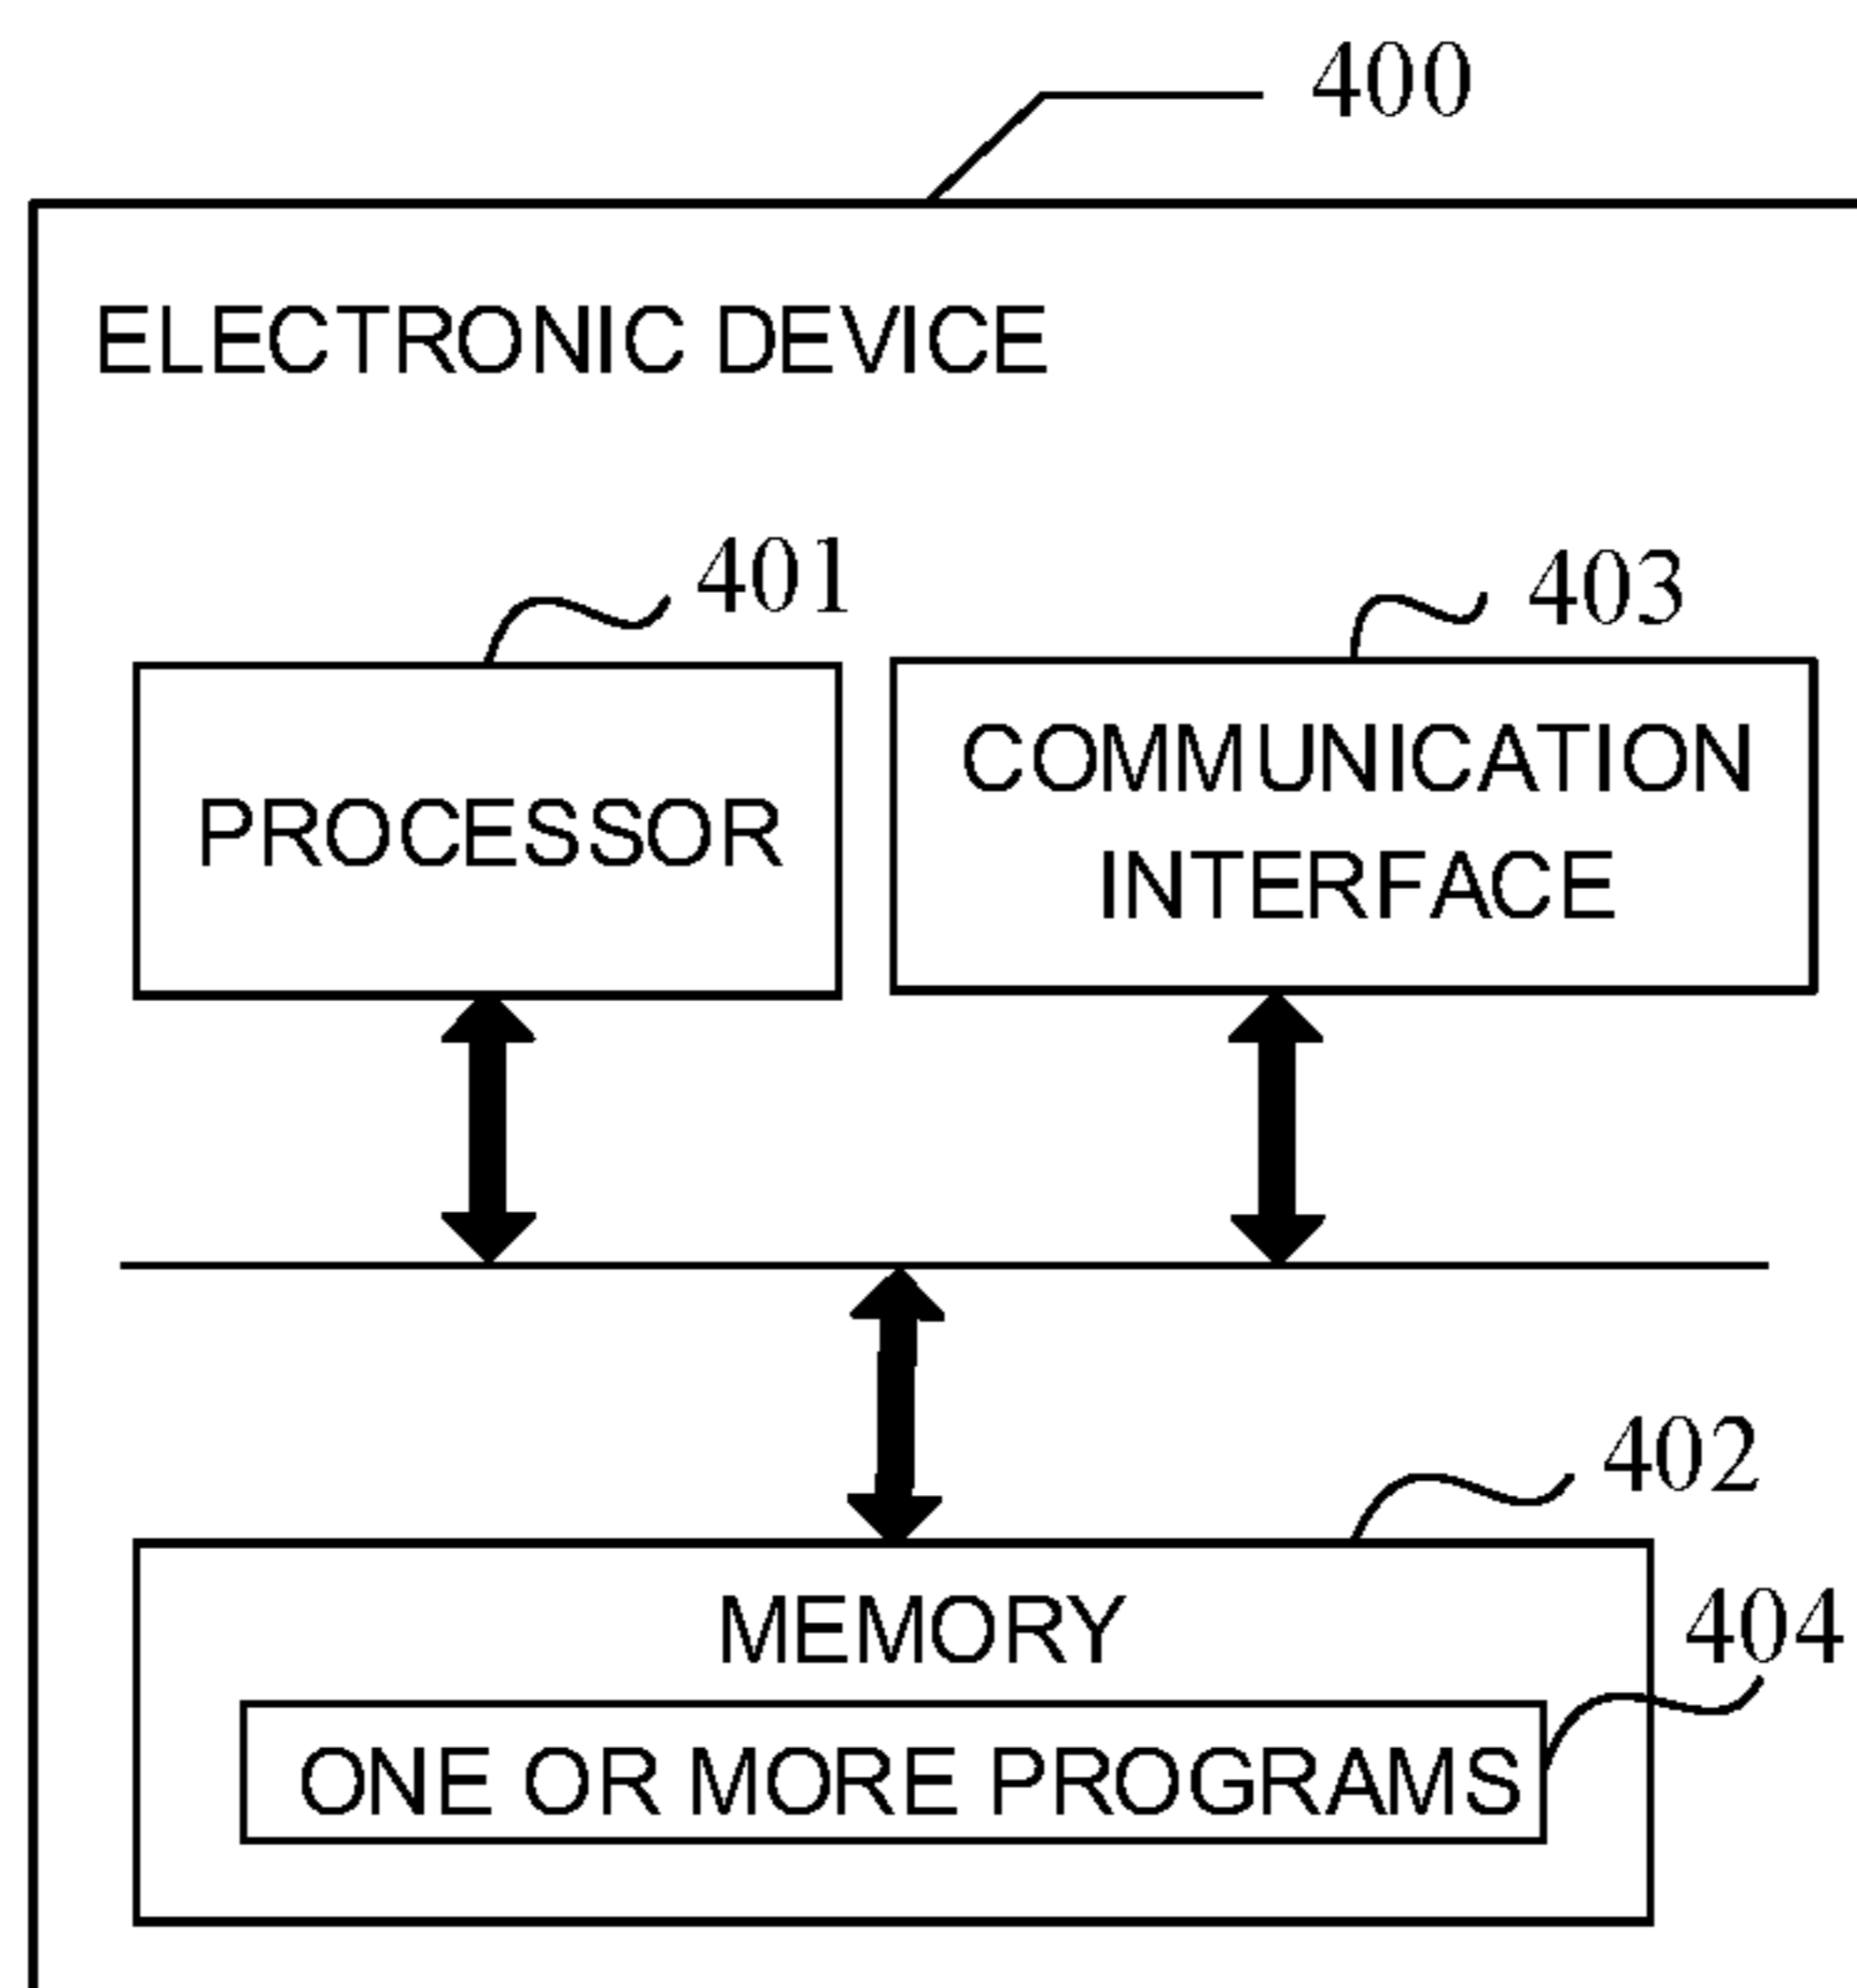 400
ELECTRONIC DEVICE
401
403
PROCESSOR
COMMUNICATION
INTERFACE
402
MEMORY
404
ONE OR MORE PROGRAMS